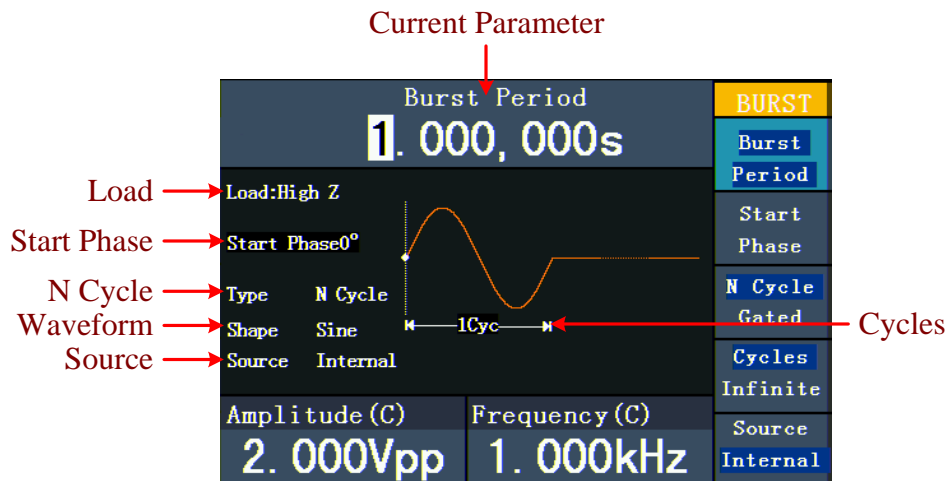 Current Parameter
Burst Period
1.000,000s
BURST
Burst
Period
Start
Phase
N Cycle
Gated
Cycles
Infinite
Source
Internal
Load
Load:High Z
Start Phase
Start Phase0°
N Cycle
Type N Cycle
Waveform
Shape Sine
Source
Source Internal
1Cyc
Cycles
Amplitude(C)
2.000Vpp
Frequency(C)
1.000kHz